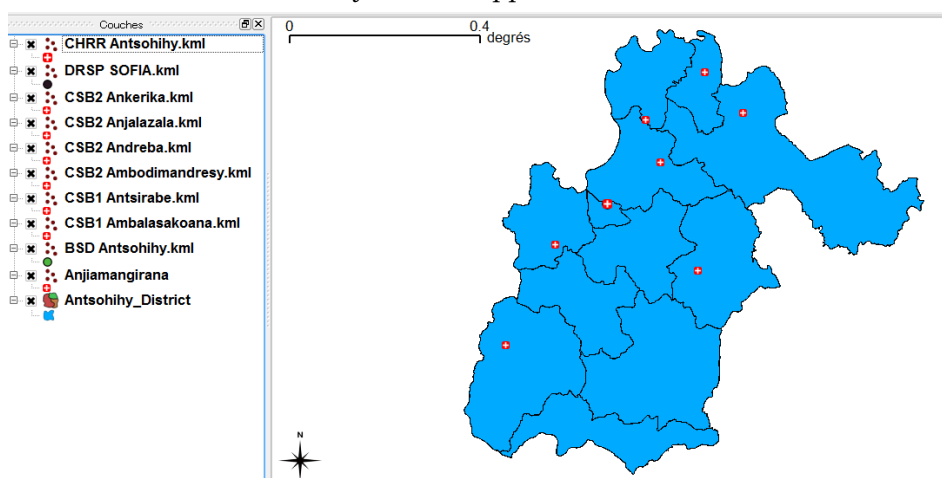 Couches
CHRR Antsohihy.kml
DRSP SOFIA.kml
CSB2 Ankerika.kml
CSB2 Anjalazala.kml
CSB2 Andreba.kml
CSB2 Ambodimandresy.kml
CSB1 Antsirabe.kml
CSB1 Ambalasakoana.kml
BSD Antsohihy.kml
Anjiamangirana
Antsohihy_District
0 0.4
degrés
N